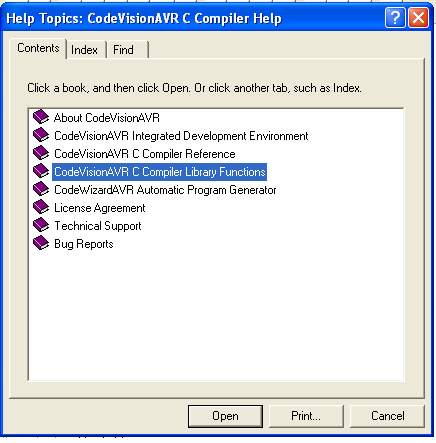 Help Topics: CodeVisionAVR C Compiler Help
Contents Index Find
Click a book, and then click Open. Or click another tab, such as Index.
About CodeVisionAVR
CodeVisionAVR Integrated Development Environment
CodeVisionAVR C Compiler Reference
CodeVisionAVR C Compiler Library Functions
CodeWizardAVR Automatic Program Generator
License Agreement
Technical Support
Bug Reports
Open Print... Cancel